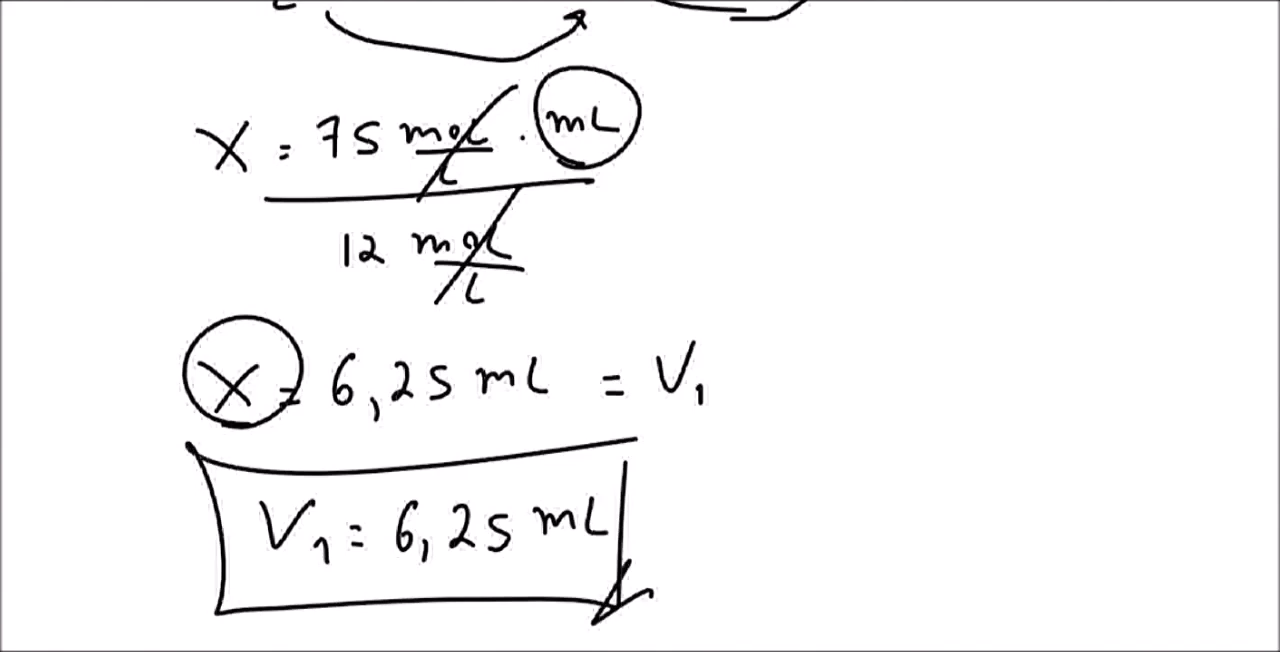 X = 75 mol/L · mL
12 mol/L
X = 6,25 mL = V₁
V₁ = 6,25 mL